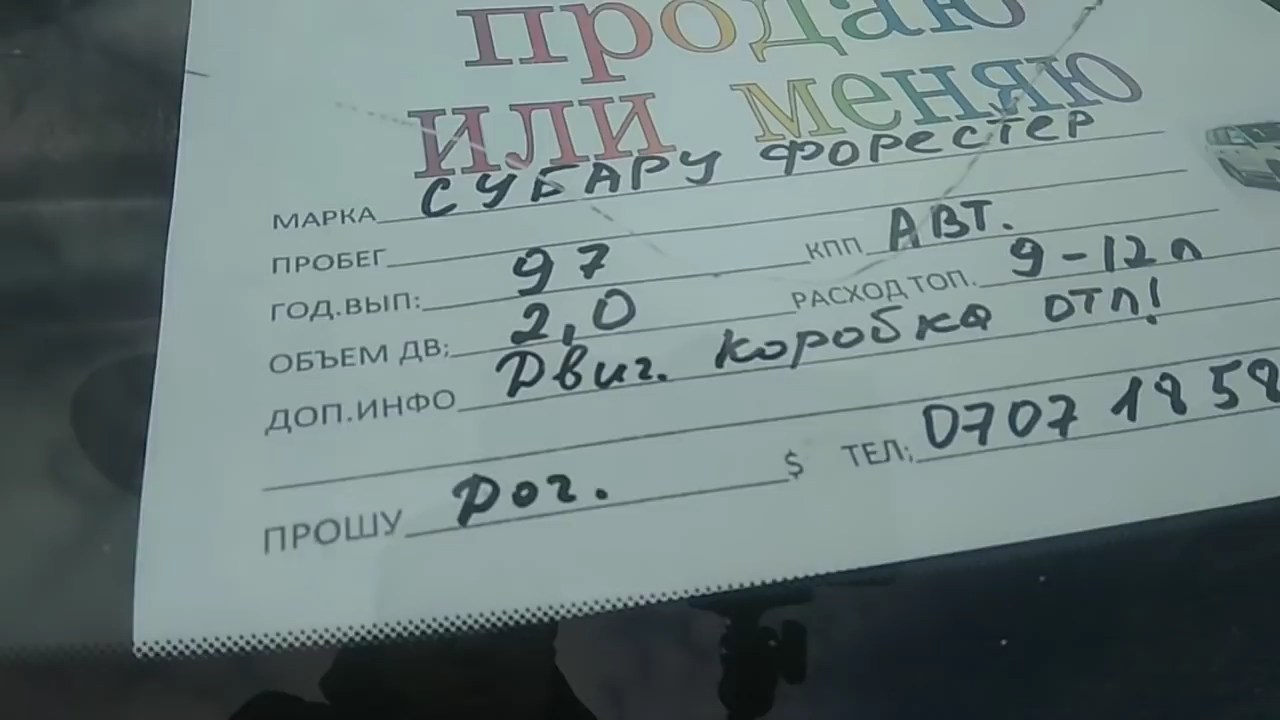 продаю
или меняю
МАРКА СУБАРУ ФОРЕСТЕР
ПРОБЕГ
ГОД.ВЫП: 97 КПП АВТ.
ОБЪЕМ ДВ; 2,0 РАСХОД ТОП. 9-12л
ДОП.ИНФО Двиг. коробка отл!
ПРОШУ Дог. $ ТЕЛ; 0707 1858